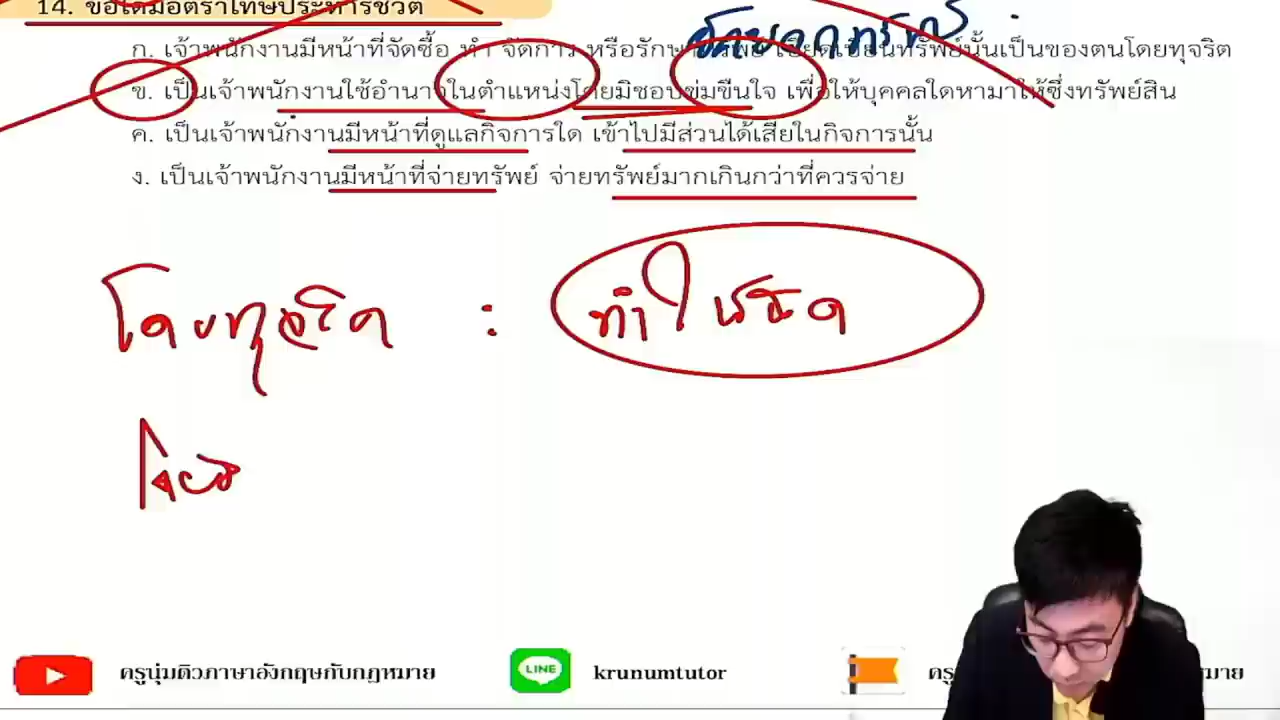 14. ข้อใดมีอัตราโทษประหารชีวิต
ก. เจ้าพนักงานมีหน้าที่จัดซื้อ ทำ จัดการ หรือรักษาทรัพย์ เบียดเบียนทรัพย์นั้นเป็นของตนโดยทุจริต
ข. เป็นเจ้าพนักงานใช้อำนาจในตำแหน่งโดยมิชอบข่มขืนใจ เพื่อให้บุคคลใดหามาให้ซึ่งทรัพย์สิน
ค. เป็นเจ้าพนักงานมีหน้าที่ดูแลกิจการใด เข้าไปมีส่วนได้เสียในกิจการนั้น
ง. เป็นเจ้าพนักงานมีหน้าที่จ่ายทรัพย์ จ่ายทรัพย์มากเกินกว่าที่ควรจ่าย
โดยทุจริต :
ครูนุ่มติวภาษาอังกฤษกับกฎหมาย
LINE
krunumtutor